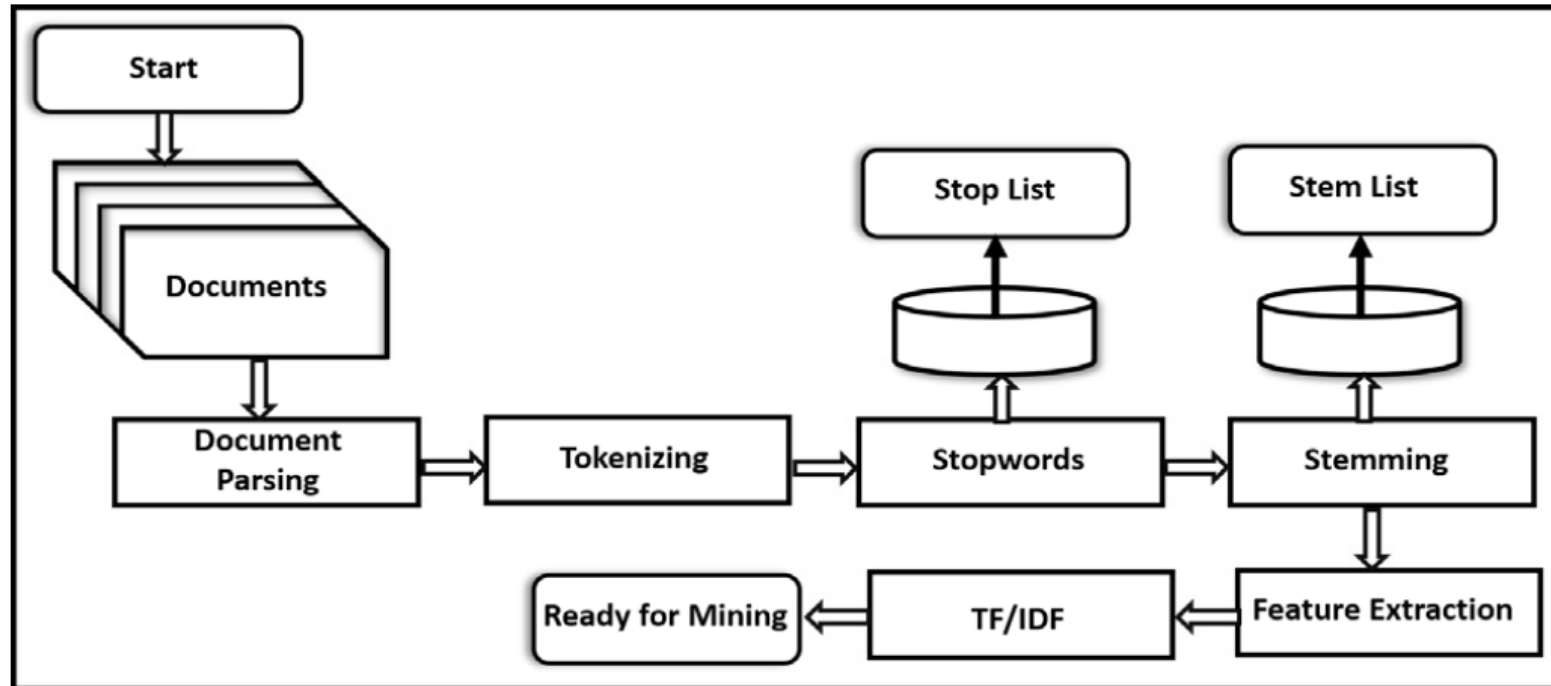 Start
Documents
Stop List
Stem List
Document
Parsing
Tokenizing
Stopwords
Stemming
Ready for Mining
TF/IDF
Feature Extraction